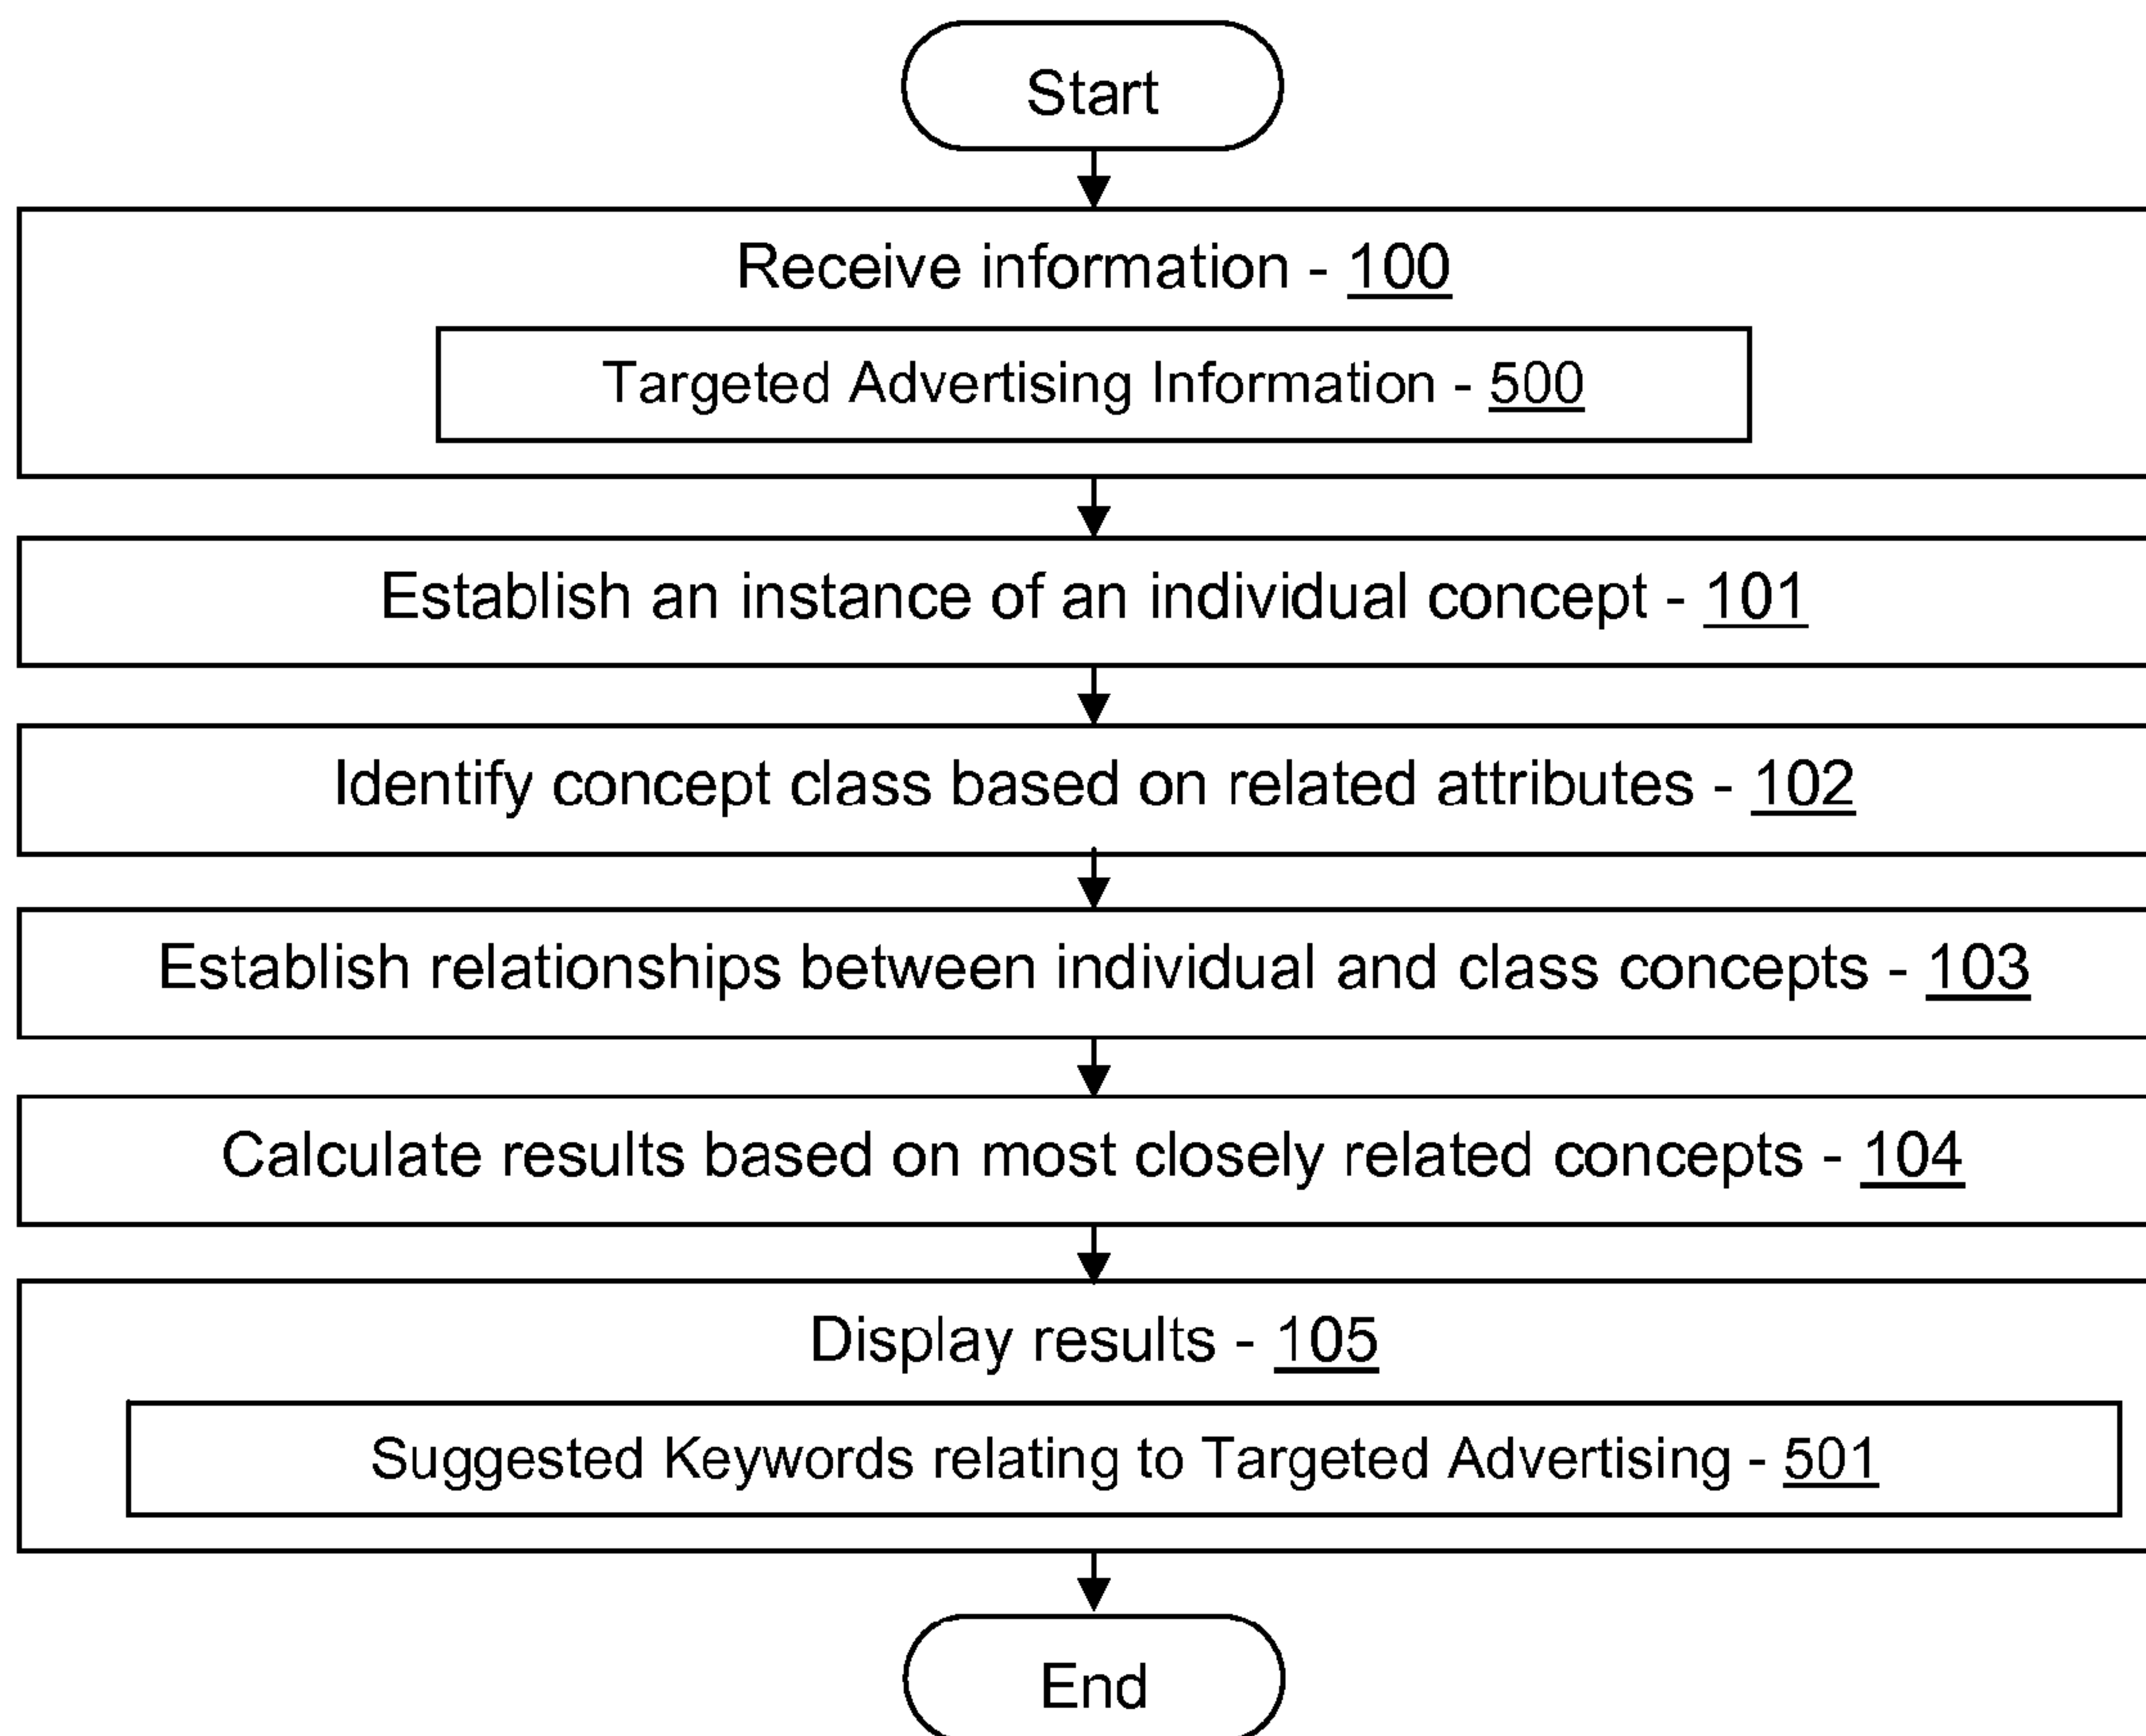 Start
Receive information - 100
Targeted Advertising Information - 500
Establish an instance of an individual concept - 101
Identify concept class based on related attributes - 102
Establish relationships between individual and class concepts - 103
Calculate results based on most closely related concepts - 104
Display results - 105
Suggested Keywords relating to Targeted Advertising - 501
End